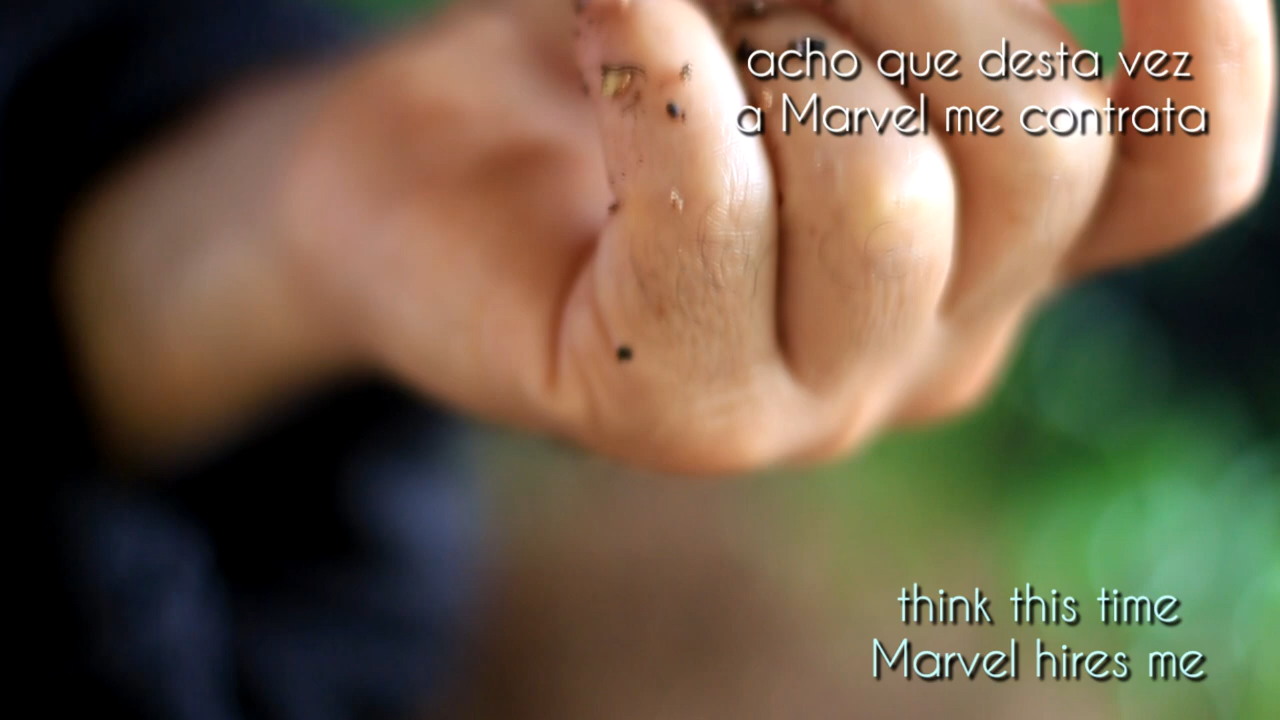 acho que desta vez
a Marvel me contrata
think this time
Marvel hires me